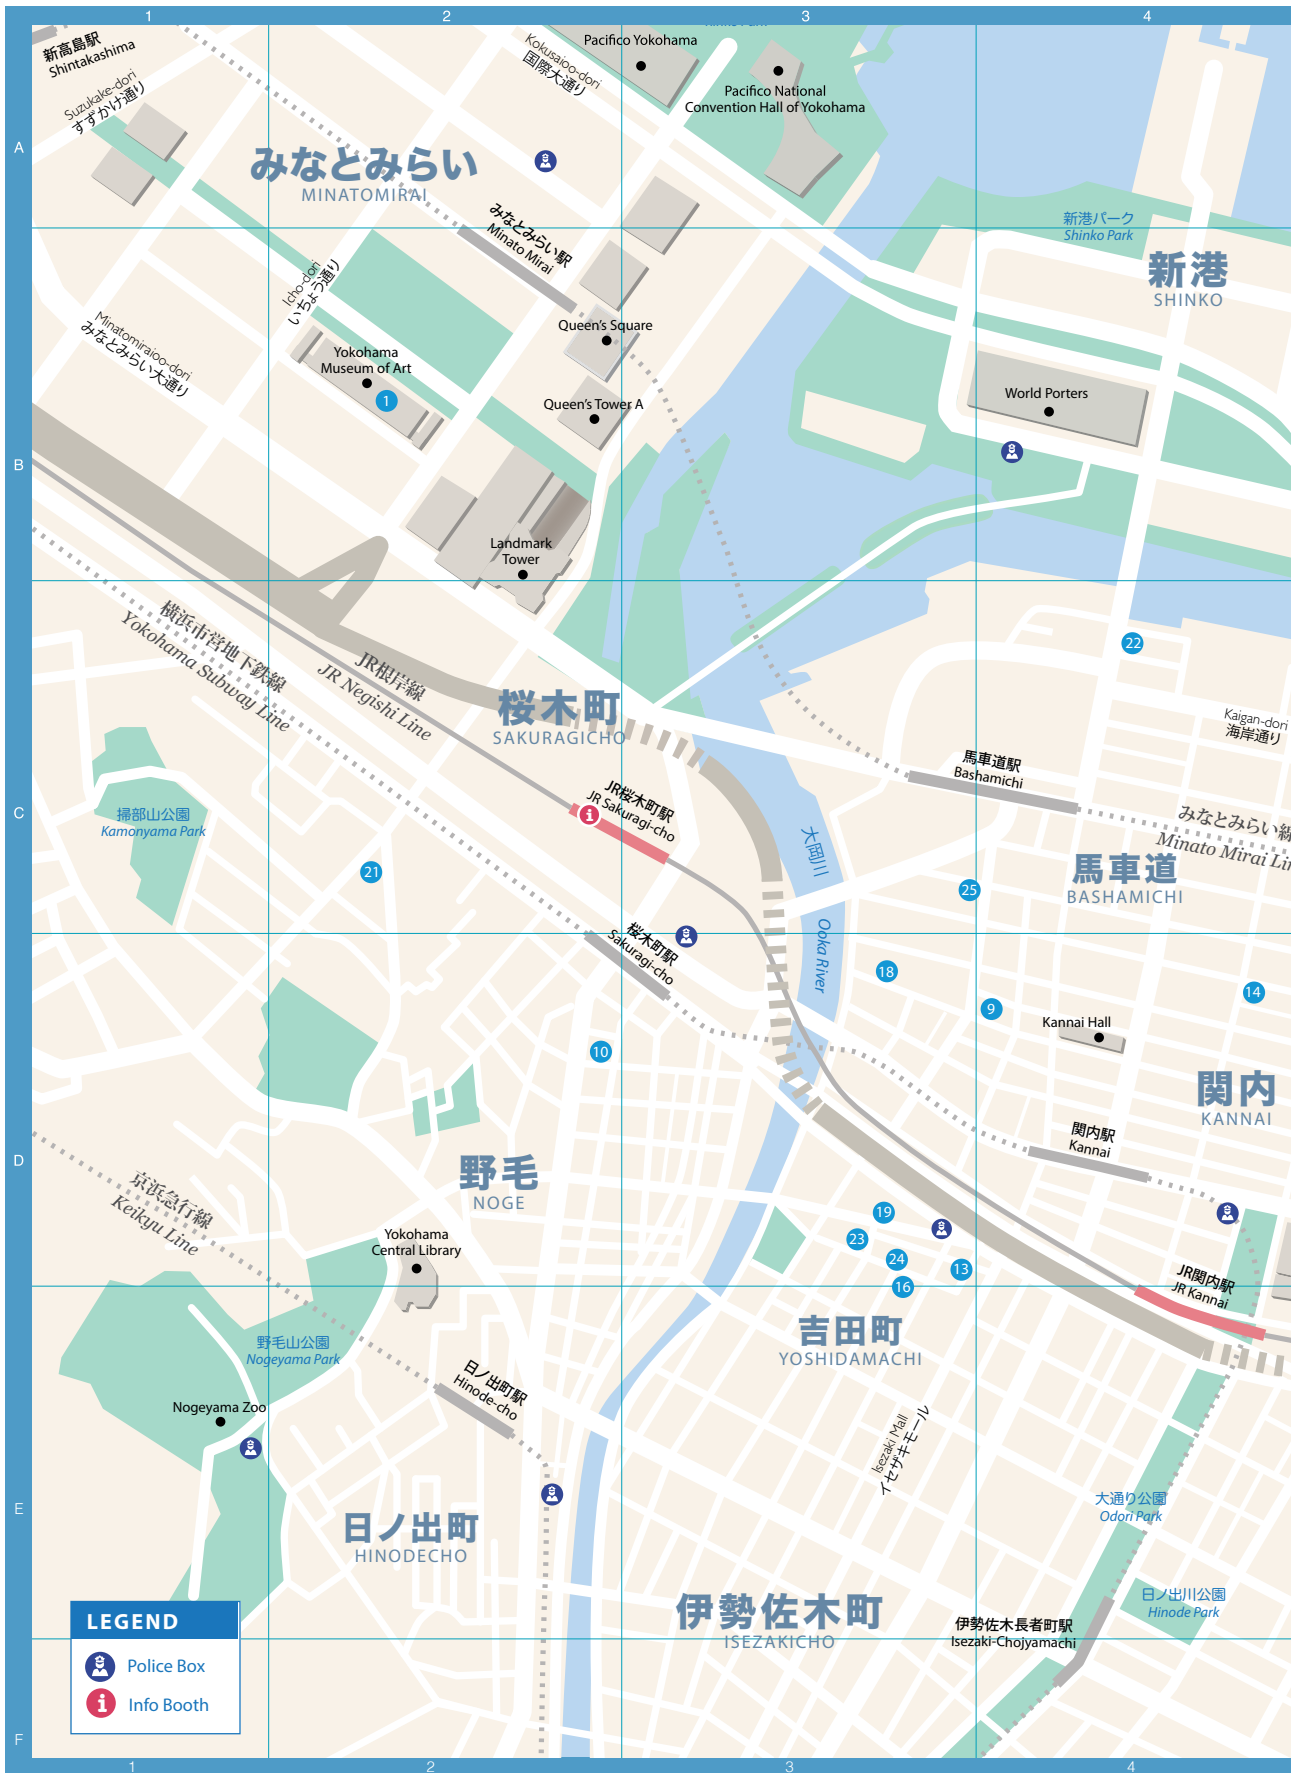 1
2
3
4
新高島駅
Shintakashima
Suzukake-dori
すずかけ通り
Kokusaioo-dori
国際大通り
Pacifico Yokohama
Pacifico National
Convention Hall of Yokohama
A
みなとみらい
MINATOMIRAI
みなとみらい駅
Minato Mirai
新港パーク
Shinko Park
新港
SHINKO
Icho-dori
いちょう通り
Minatomiraioo-dori
みなとみらい大通り
Queen's Square
Yokohama
Museum of Art
1
Queen's Tower A
World Porters
B
Landmark
Tower
横浜市営地下鉄線
Yokohama Subway Line
JR根岸線
JR Negishi Line
22
桜木町
SAKURAGICHO
Kaigan-dori
海岸通り
馬車道駅
Bashamichi
JR桜木町駅
JR Sakuragi-cho
C
掃部山公園
Kamonyama Park
みなとみらい線
Minato Mirai Li
大岡川
Ooka River
馬車道
BASHAMICHI
21
25
桜木町駅
Sakuragi-cho
18
9
14
Kannai Hall
10
関内
KANNAI
関内駅
Kannai
D
野毛
NOGE
京浜急行線
Keikyu Line
19
23
24
13
16
Yokohama
Central Library
JR関内駅
JR Kannai
吉田町
YOSHIDAMACHI
野毛山公園
Nogeyama Park
日ノ出町駅
Hinode-cho
Nogeyama Zoo
Isezaki Mall
イセザキモール
大通り公園
Odori Park
E
日ノ出町
HINODECHO
日ノ出川公園
Hinode Park
伊勢佐木町
ISEZAKICHO
伊勢佐木長者町駅
Isezaki-Chojyamachi
LEGEND
Police Box
Info Booth
F
1
2
3
4